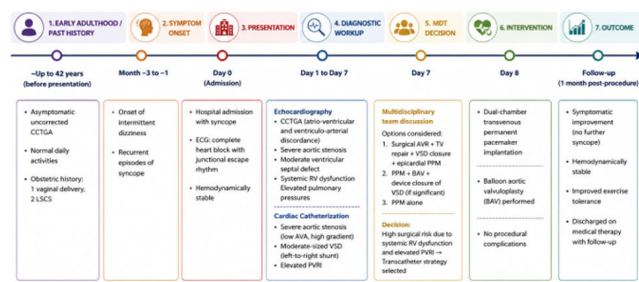 1. EARLY ADULTHOOD /
PAST HISTORY
2. SYMPTOM
ONSET
3. PRESENTATION
4. DIAGNOSTIC
WORKUP
5. MDT
DECISION
6. INTERVENTION
7. OUTCOME
~Up to 42 years
(before presentation)
Month −3 to −1
Day 0
(Admission)
Day 1 to Day 7
Day 7
Day 8
Follow-up
(1 month post-procedure)
• Asymptomatic
uncorrected
CCTGA
• Normal daily
activities
• Obstetric history:
1 vaginal delivery,
2 LSCS
• Onset of
intermittent
dizziness
• Recurrent
episodes of
syncope
• Hospital admission
with syncope
• ECG: complete
heart block with
junctional escape
rhythm
• Hemodynamically
stable
Echocardiography
• CCTGA (atrio-ventricular
and ventriculo-arterial
discordance)
• Severe aortic stenosis
• Moderate ventricular
septal defect
• Systemic RV dysfunction
Elevated pulmonary
pressures
Cardiac Catheterization
• Severe aortic stenosis
(low AVA, high gradient)
• Moderate-sized VSD
(left-to-right shunt)
• Elevated PVRI
Multidisciplinary
team discussion
Options considered:
1. Surgical AVR + TV
repair + VSD closure
+ epicardial PPM
2. PPM + BAV +
device closure of
VSD (if significant)
3. PPM alone
Decision:
High surgical risk due to
systemic RV dysfunction
and elevated PVRI →
Transcatheter strategy
selected
• Dual-chamber
transvenous
permanent
pacemaker
implantation
• Balloon aortic
valvuloplasty
(BAV) performed
• No procedural
complications
• Symptomatic
improvement
(no further
syncope)
• Hemodynamically
stable
• Improved exercise
tolerance
• Discharged on
medical therapy
with follow-up